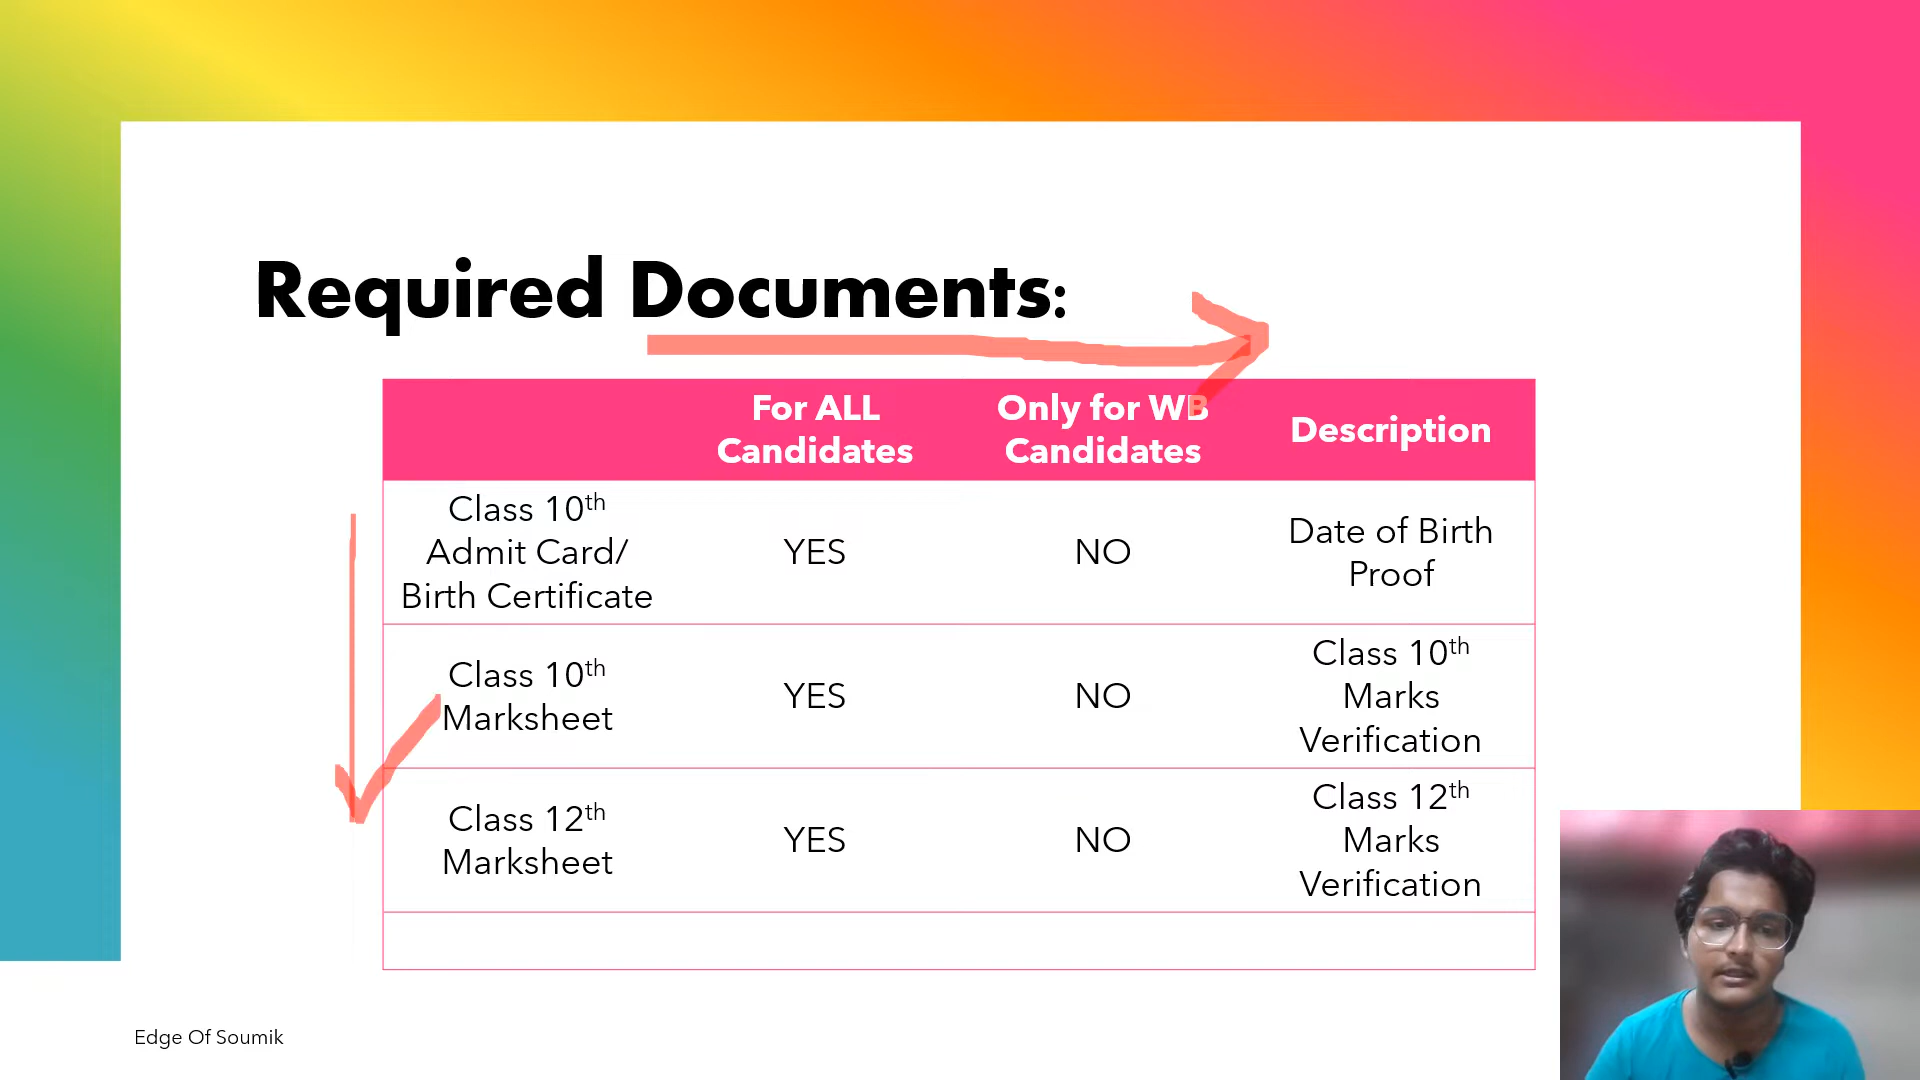 Required Documents:
For ALL Candidates
Only for WB Candidates
Description
Class 10th
Admit Card/
Birth Certificate
YES
NO
Date of Birth
Proof
Class 10th
Marksheet
YES
NO
Class 10th
Marks
Verification
Class 12th
Marksheet
YES
NO
Class 12th
Marks
Verification
Edge Of Soumik